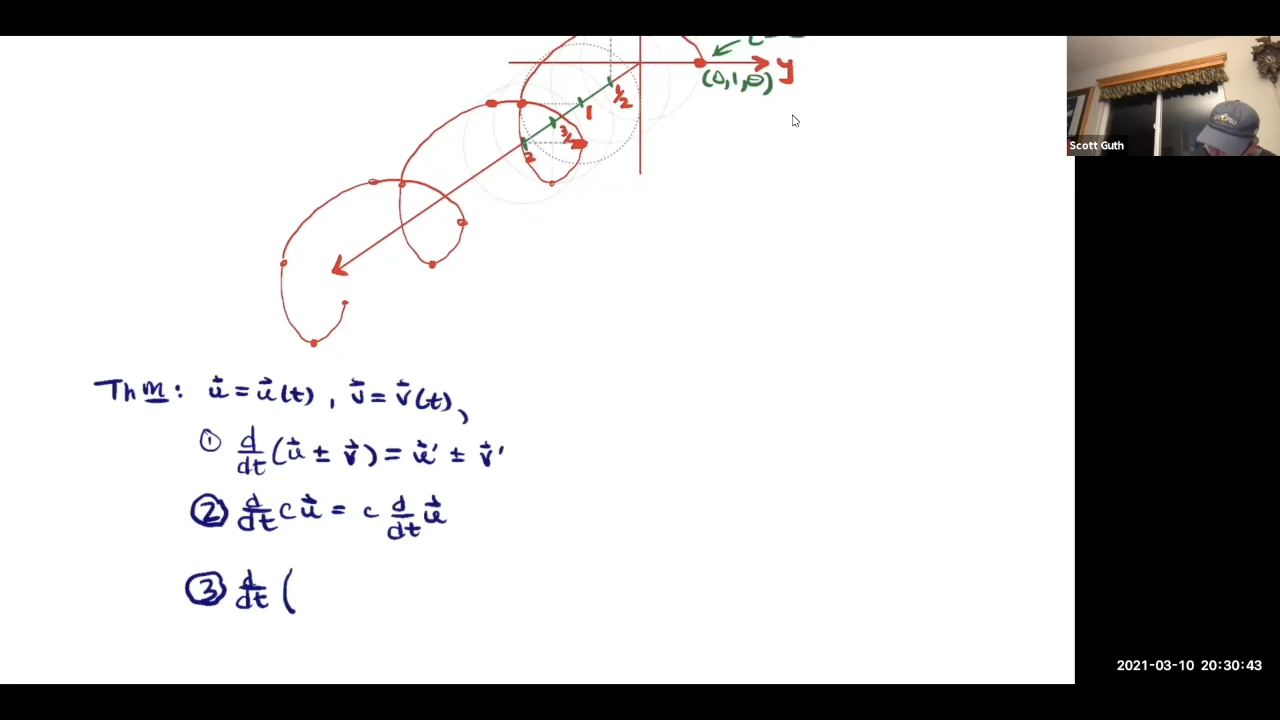 (0,1,0)
y
1/2
1
3/2
2
Thm: u⃗ = u⃗(t), v⃗ = v⃗(t),
① d/dt (u⃗ ± v⃗) = u⃗' ± v⃗'
② d/dt c u⃗ = c d/dt u⃗
③ d/dt (
Scott Guth
2021-03-10 20:30:43